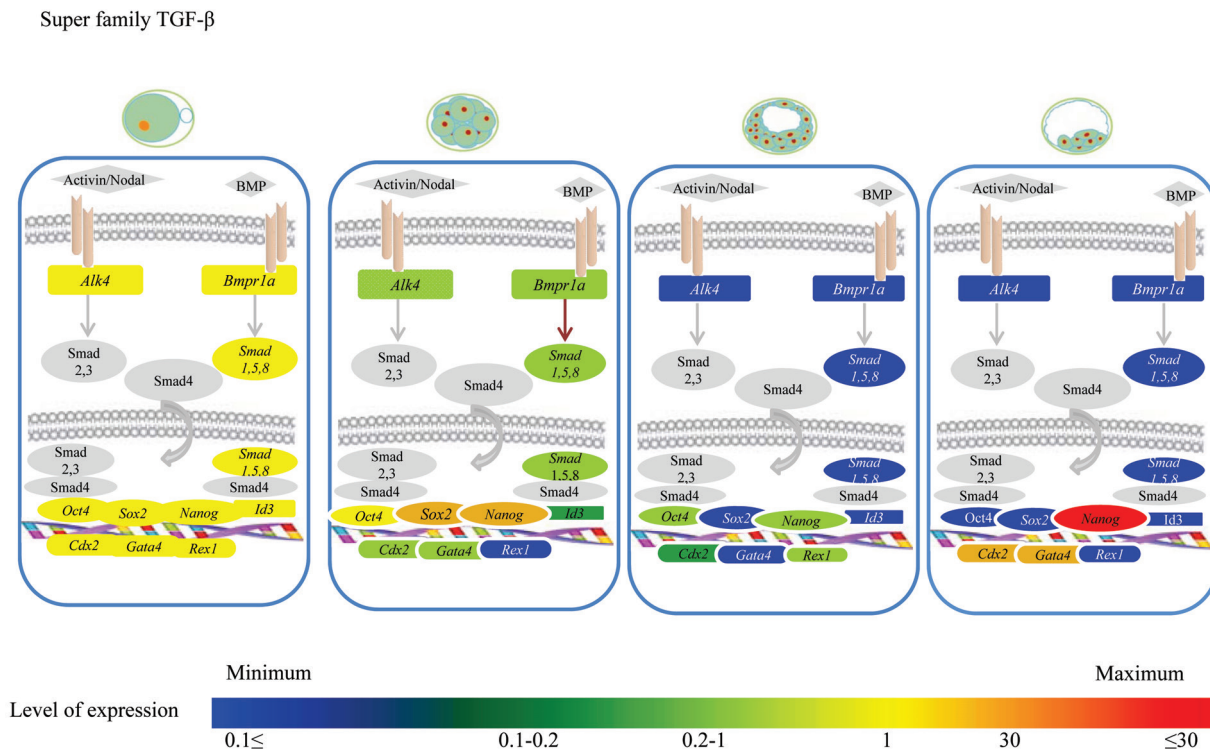 Super family TGF-β
Activin/Nodal
BMP
Alk4
Bmpr1a
Smad
2,3
Smad
1,5,8
Smad4
Smad
2,3
Smad
1,5,8
Smad4
Smad4
Oct4
Sox2
Nanog
Id3
Cdx2
Gata4
Rex1
Activin/Nodal
BMP
Alk4
Bmpr1a
Smad
2,3
Smad
1,5,8
Smad4
Smad
2,3
Smad
1,5,8
Smad4
Smad4
Oct4
Sox2
Nanog
Id3
Cdx2
Gata4
Rex1
Activin/Nodal
BMP
Alk4
Bmpr1a
Smad
2,3
Smad
1,5,8
Smad4
Smad
2,3
Smad
1,5,8
Smad4
Smad4
Oct4
Sox2
Nanog
Id3
Cdx2
Gata4
Rex1
Activin/Nodal
BMP
Alk4
Bmpr1a
Smad
2,3
Smad
1,5,8
Smad4
Smad
2,3
Smad
1,5,8
Smad4
Smad4
Oct4
Sox2
Nanog
Id3
Cdx2
Gata4
Rex1
Minimum
Maximum
Level of expression
0.1≤
0.1-0.2
0.2-1
1
30
≤30